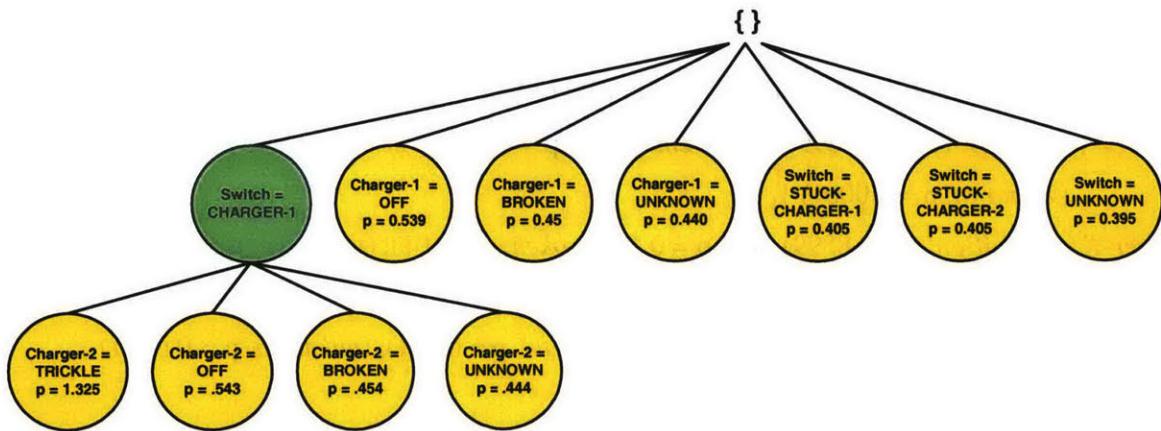 { }
Switch =
CHARGER-1
Charger-1 =
OFF
p = 0.539
Charger-1 =
BROKEN
p = 0.45
Charger-1 =
UNKNOWN
p = 0.440
Switch =
STUCK-
CHARGER-1
p = 0.405
Switch =
STUCK-
CHARGER-2
p = 0.405
Switch =
UNKNOWN
p = 0.395
Charger-2 =
TRICKLE
p = 1.325
Charger-2 =
OFF
p = .543
Charger-2 =
BROKEN
p = .454
Charger-2 =
UNKNOWN
p = .444